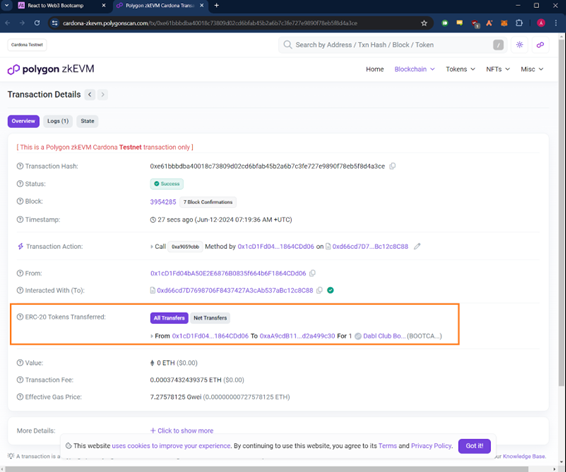 React to Web3 Bootcamp
Polygon zkEVM Cardona Trans
cardona-zkevm.polygonscan.com/tx/0xe61bbbdba40018c73809d02cd6bfab45b2a6b7c3fe727e9890f78eb5f8d4a3ce
Cardona Testnet
Search by Address / Txn Hash / Block / Token
/
polygon zkEVM
Home Blockchain Tokens NFTs Misc
Transaction Details
Overview Logs (1) State
[ This is a Polygon zkEVM Cardona Testnet transaction only ]
Transaction Hash: 0xe61bbbdba40018c73809d02cd6bfab45b2a6b7c3fe727e9890f78eb5f8d4a3ce
Status: Success
Block: 3954285 7 Block Confirmations
Timestamp: 27 secs ago (Jun-12-2024 07:19:36 AM +UTC)
Transaction Action: Call 0xa9059cbb Method by 0x1cD1Fd04...1864CDd06 on 0xd66cd7D7...Bc12c8C88
From: 0x1cD1Fd04bA50E2E6876B0835f664b6F1864CDd06
Interacted With (To): 0xd66cd7D7698706F8437427A3cAb537aBc12c8C88
ERC-20 Tokens Transferred: All Transfers Net Transfers
From 0x1cD1Fd04...1864CDd06 To 0xaA9cdB11...d2a499c30 For 1 Dabl Club Bo... (BOOTCA...)
Value: 0 ETH ($0.00)
Transaction Fee: 0.00037432439375 ETH ($0.00)
Effective Gas Price: 7.27578125 Gwei (0.00000000727578125 ETH)
More Details: + Click to show more
This website uses cookies to improve your experience. By continuing to use this website, you agree to its Terms and Privacy Policy.
Got it!
A transaction is a
Knowledge Base.